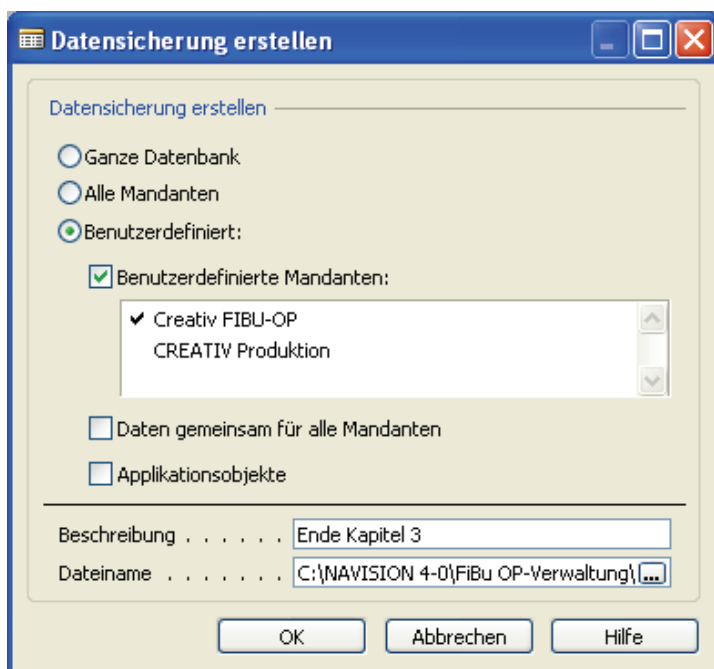 Datensicherung erstellen
Datensicherung erstellen
Ganze Datenbank
Alle Mandanten
Benutzerdefiniert:
Benutzerdefinierte Mandanten:
Creativ FIBU-OP
CREATIV Produktion
Daten gemeinsam für alle Mandanten
Applikationsobjekte
Beschreibung . . . . . . Ende Kapitel 3
Dateiname . . . . . . . C:\NAVISION 4-0\FiBu OP-Verwaltung\ ...
OK Abbrechen Hilfe